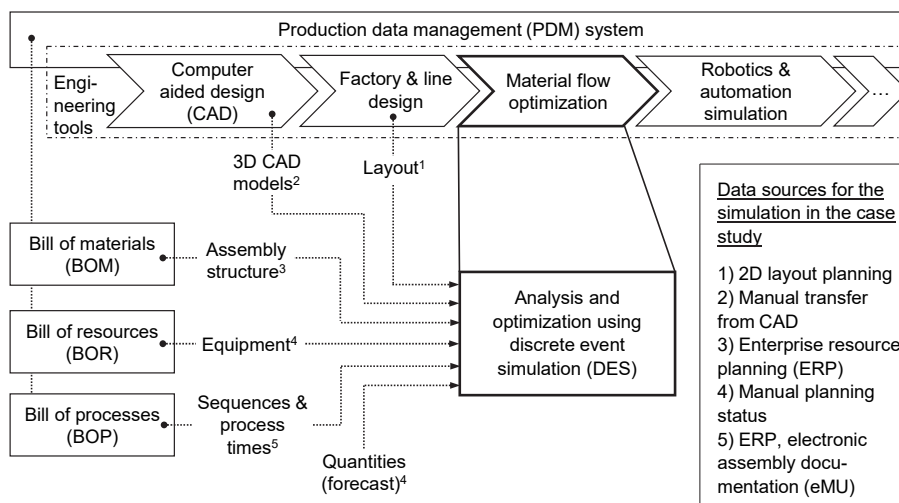 Production data management (PDM) system
Engi-
neering
tools
Computer
aided design
(CAD)
Factory & line
design
Material flow
optimization
Robotics &
automation
simulation
…
3D CAD
models2
Layout1
Bill of materials
(BOM)
Assembly
structure3
Bill of resources
(BOR)
Equipment4
Bill of processes
(BOP)
Sequences &
process
times5
Quantities
(forecast)4
Analysis and
optimization using
discrete event
simulation (DES)
Data sources for the
simulation in the case
study
1) 2D layout planning
2) Manual transfer
from CAD
3) Enterprise resource
planning (ERP)
4) Manual planning
status
5) ERP, electronic
assembly docu-
mentation (eMU)